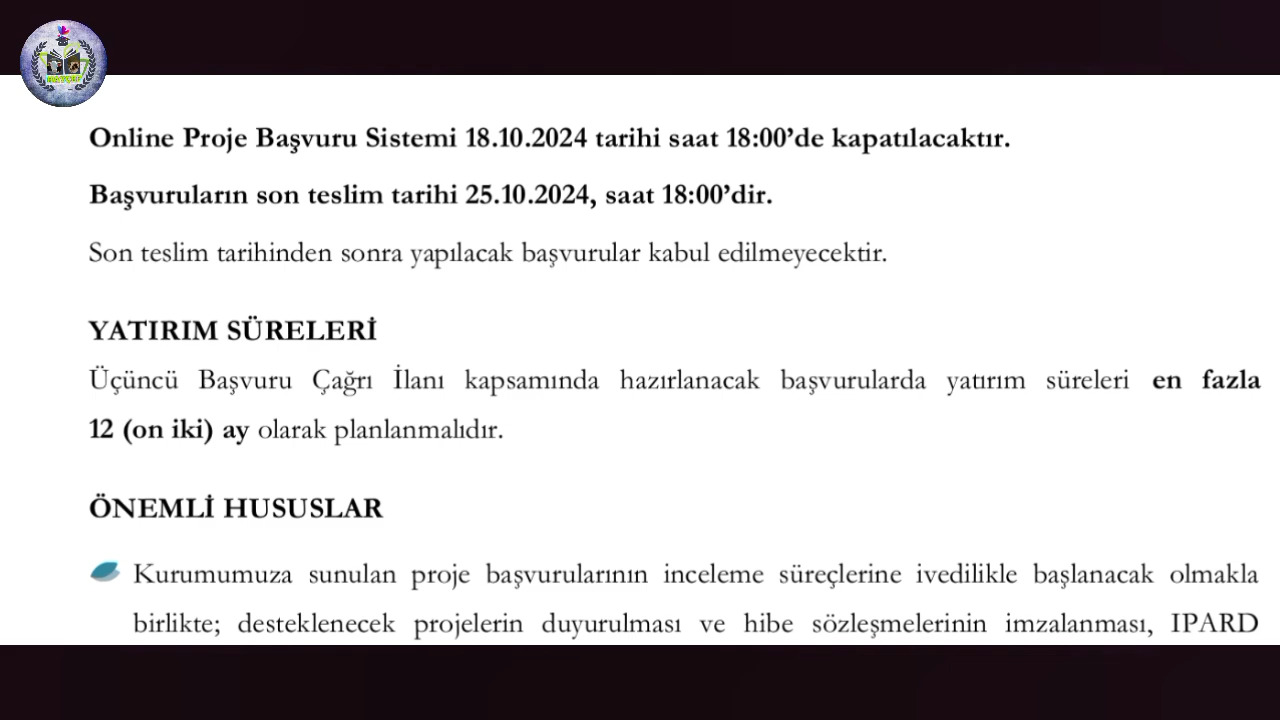 Online Proje Başvuru Sistemi 18.10.2024 tarihi saat 18:00’de kapatılacaktır.
Başvuruların son teslim tarihi 25.10.2024, saat 18:00’dir.
Son teslim tarihinden sonra yapılacak başvurular kabul edilmeyecektir.
YATIRIM SÜRELERİ
Üçüncü Başvuru Çağrı İlanı kapsamında hazırlanacak başvurularda yatırım süreleri en fazla
12 (on iki) ay olarak planlanmalıdır.
ÖNEMLİ HUSUSLAR
Kurumumuza sunulan proje başvurularının inceleme süreçlerine ivedilikle başlanacak olmakla
birlikte; desteklenecek projelerin duyurulması ve hibe sözleşmelerinin imzalanması, IPARD